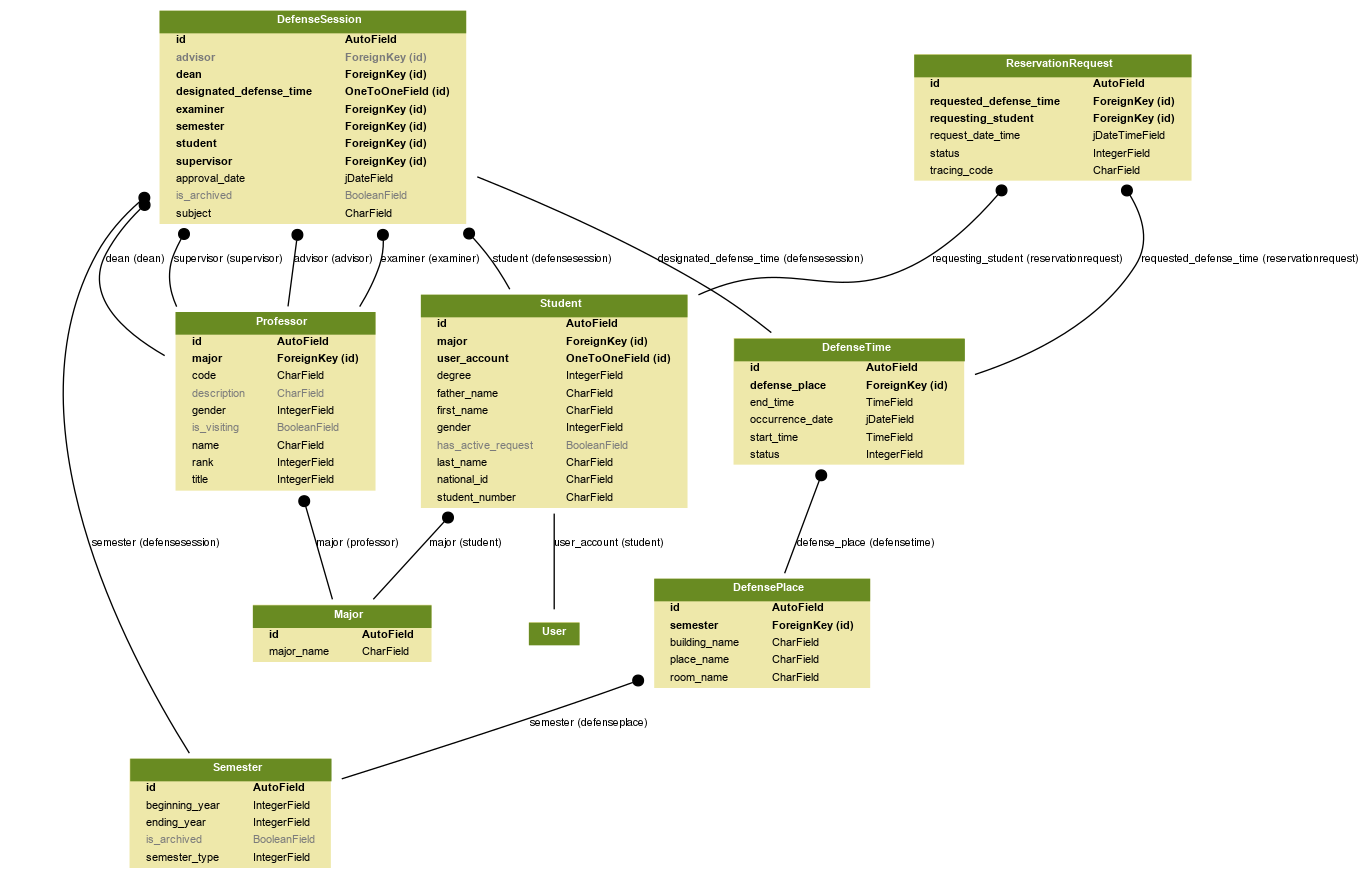 DefenseSession
id AutoField
advisor ForeignKey (id)
dean ForeignKey (id)
designated_defense_time OneToOneField (id)
examiner ForeignKey (id)
semester ForeignKey (id)
student ForeignKey (id)
supervisor ForeignKey (id)
approval_date jDateField
is_archived BooleanField
subject CharField
ReservationRequest
id AutoField
requested_defense_time ForeignKey (id)
requesting_student ForeignKey (id)
request_date_time jDateTimeField
status IntegerField
tracing_code CharField
dean (dean)
supervisor (supervisor)
advisor (advisor)
examiner (examiner)
student (defensesession)
designated_defense_time (defensesession)
requesting_student (reservationrequest)
requested_defense_time (reservationrequest)
Professor
id AutoField
major ForeignKey (id)
code CharField
description CharField
gender IntegerField
is_visiting BooleanField
name CharField
rank IntegerField
title IntegerField
Student
id AutoField
major ForeignKey (id)
user_account OneToOneField (id)
degree IntegerField
father_name CharField
first_name CharField
gender IntegerField
has_active_request BooleanField
last_name CharField
national_id CharField
student_number CharField
DefenseTime
id AutoField
defense_place ForeignKey (id)
end_time TimeField
occurrence_date jDateField
start_time TimeField
status IntegerField
semester (defensesession)
major (professor)
major (student)
user_account (student)
defense_place (defensetime)
Major
id AutoField
major_name CharField
User
DefensePlace
id AutoField
semester ForeignKey (id)
building_name CharField
place_name CharField
room_name CharField
semester (defenseplace)
Semester
id AutoField
beginning_year IntegerField
ending_year IntegerField
is_archived BooleanField
semester_type IntegerField